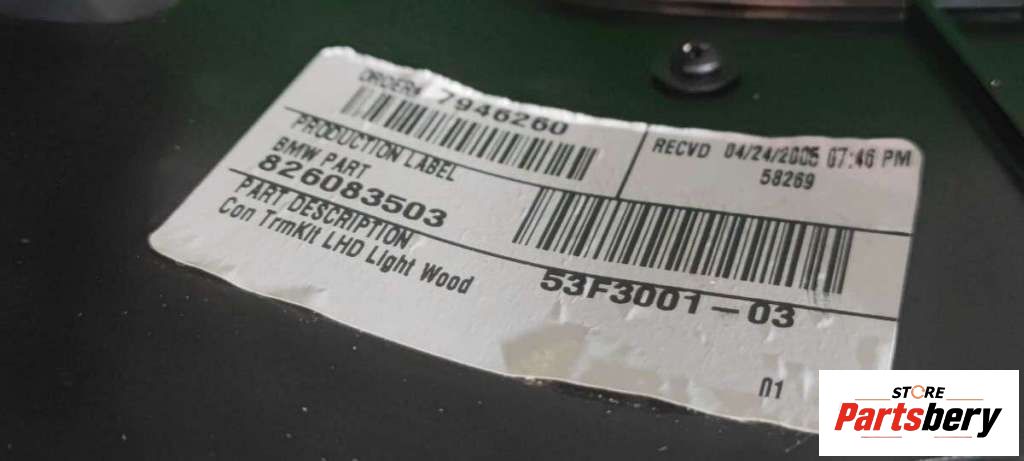 ORDER# 7946260
RECVD 04/24/2005 07:46 PM
58269
PRODUCTION LABEL
BMW PART
826083503
PART DESCRIPTION
Con TrmKit LHD Light Wood
53F3001-03
01
STORE
Partsbery